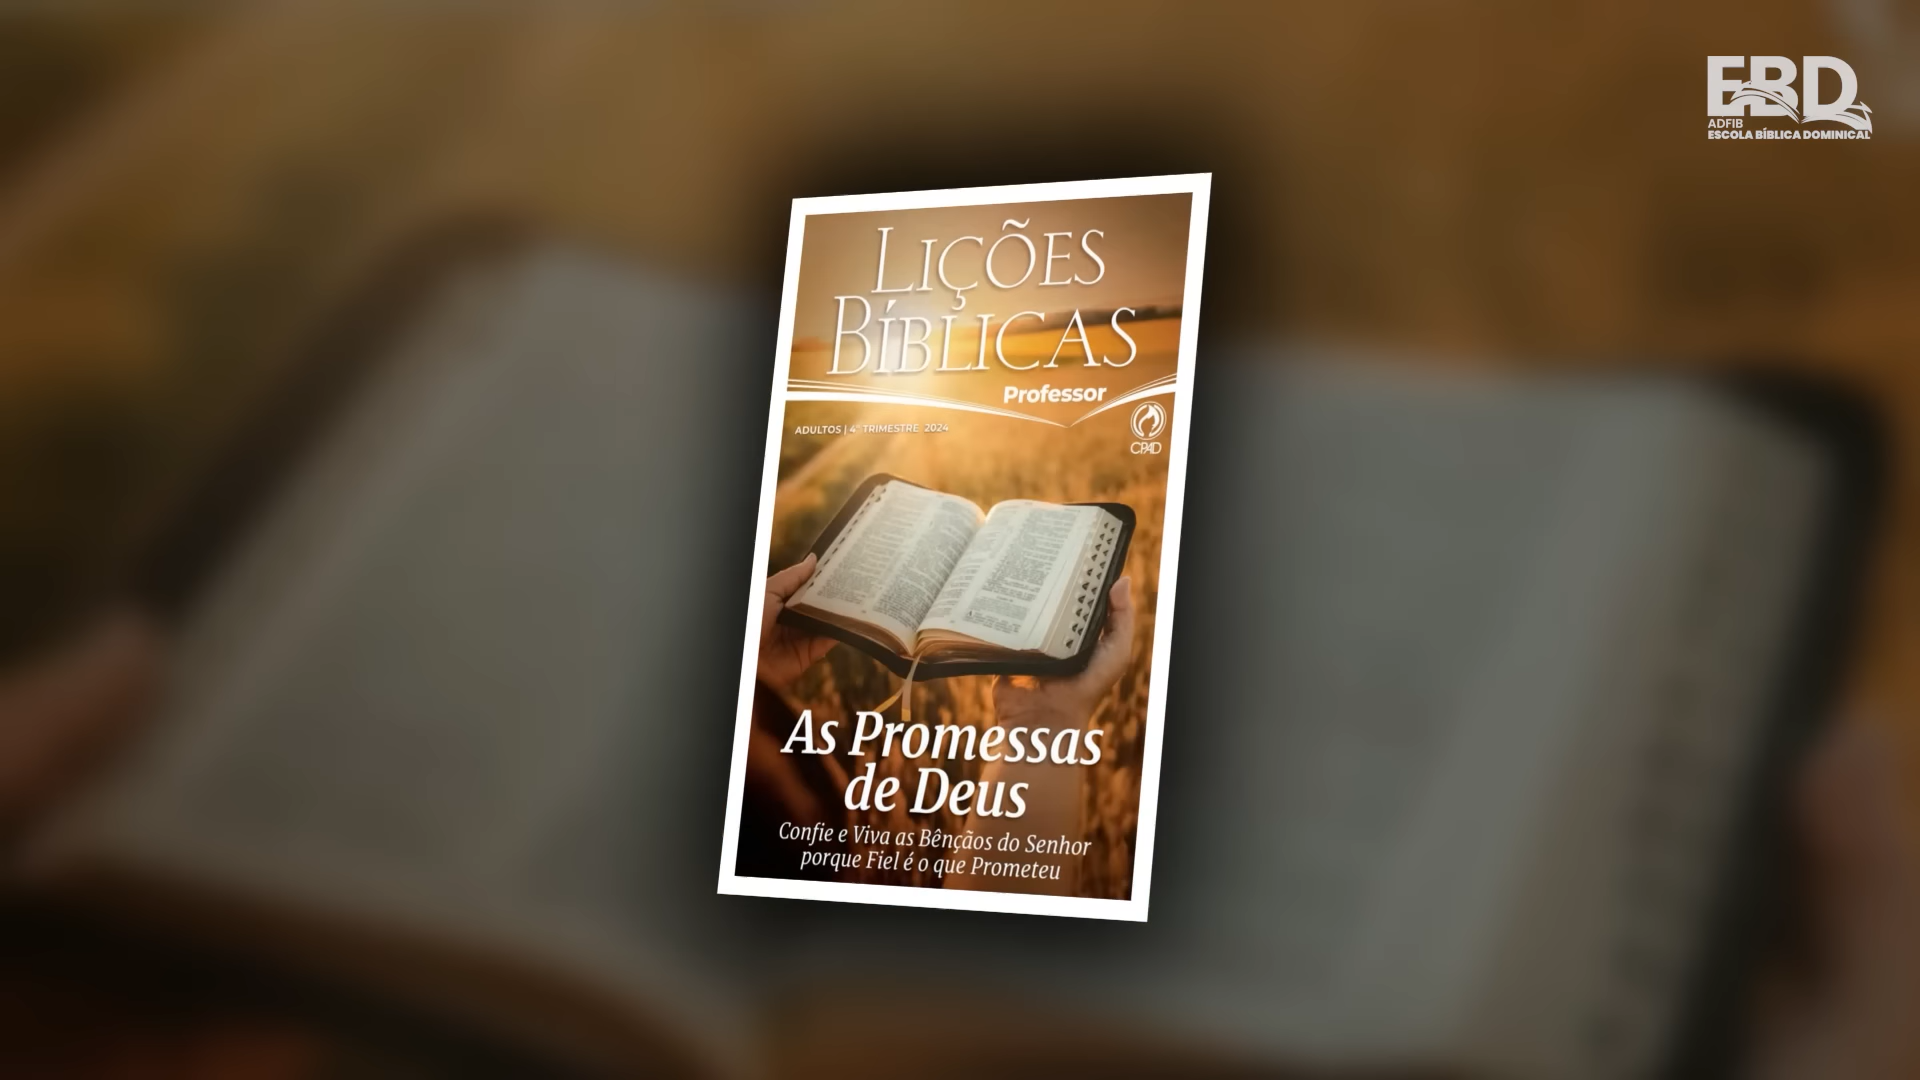 EBD
ADFIB
ESCOLA BÍBLICA DOMINICAL
LIÇÕES
BÍBLICAS
Professor
ADULTOS | 4º TRIMESTRE 2024
CPAD
As Promessas
de Deus
Confie e Viva as Bênçãos do Senhor
porque Fiel é o que Prometeu